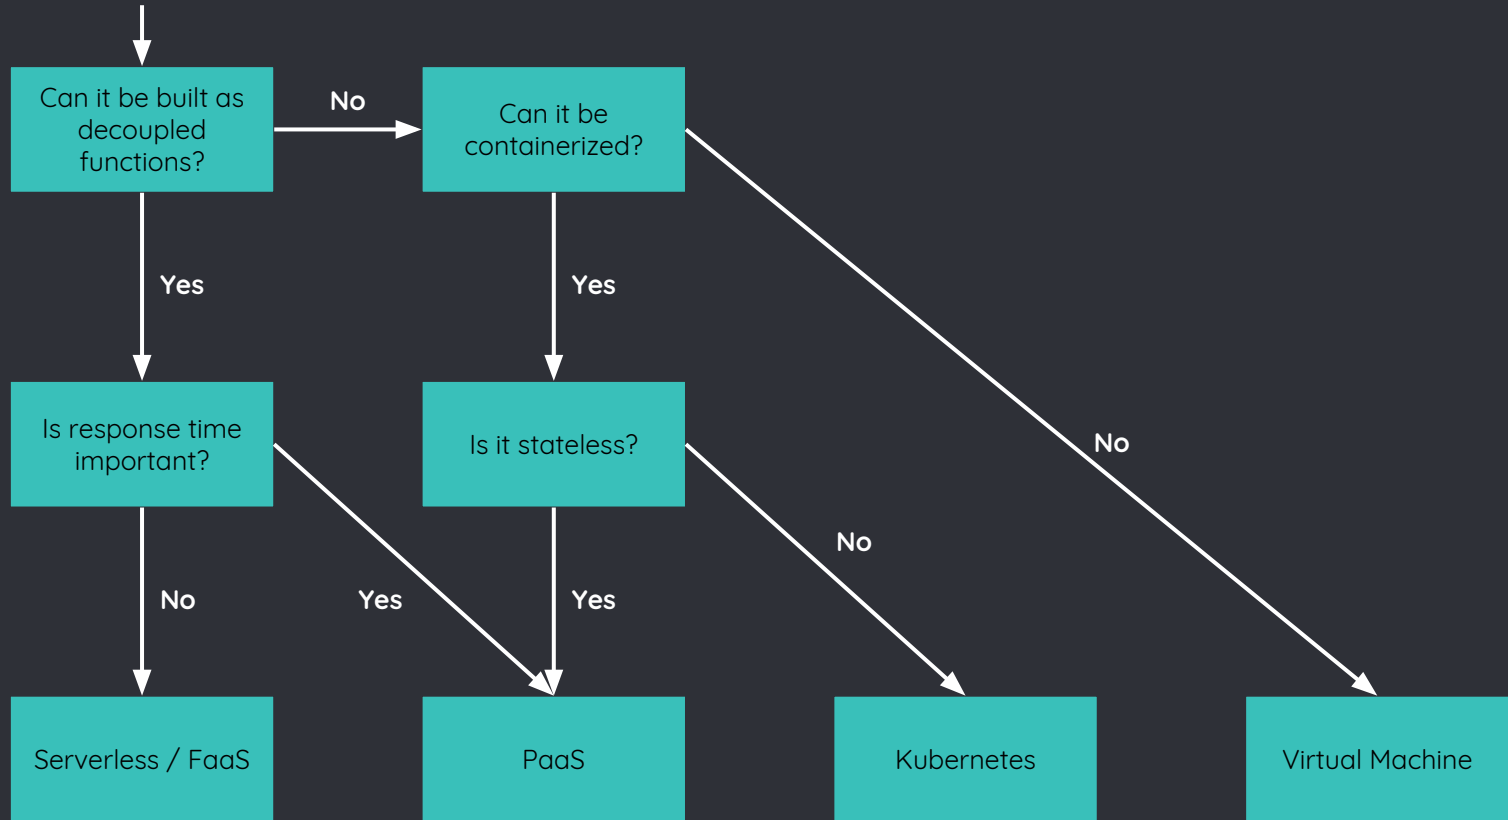 Can it be built as
decoupled
functions?
No
Can it be
containerized?
Yes
Yes
Is response time
important?
Is it stateless?
No
No
Yes
Yes
No
Serverless / FaaS
PaaS
Kubernetes
Virtual Machine